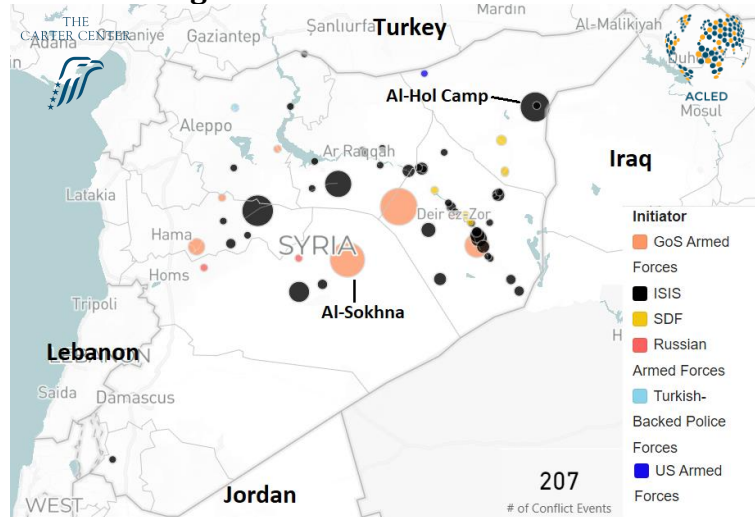 THE
CARTER CENTER
Turkey
Mardin
Şanlıurfa
Gaziantep
Adana
Al-Malikiyah
ACLED
Mosul
Al-Hol Camp
Aleppo
Ar Raqqah
Iraq
Latakia
Deir ez-Zor
Hama
SYRIA
Homs
Al-Sokhna
Tripoli
Lebanon
LEBANON
Saida
Damascus
WEST
Jordan
207
# of Conflict Events
Initiator
GoS Armed
Forces
ISIS
SDF
Russian
Armed Forces
Turkish-
Backed Police
Forces
US Armed
Forces